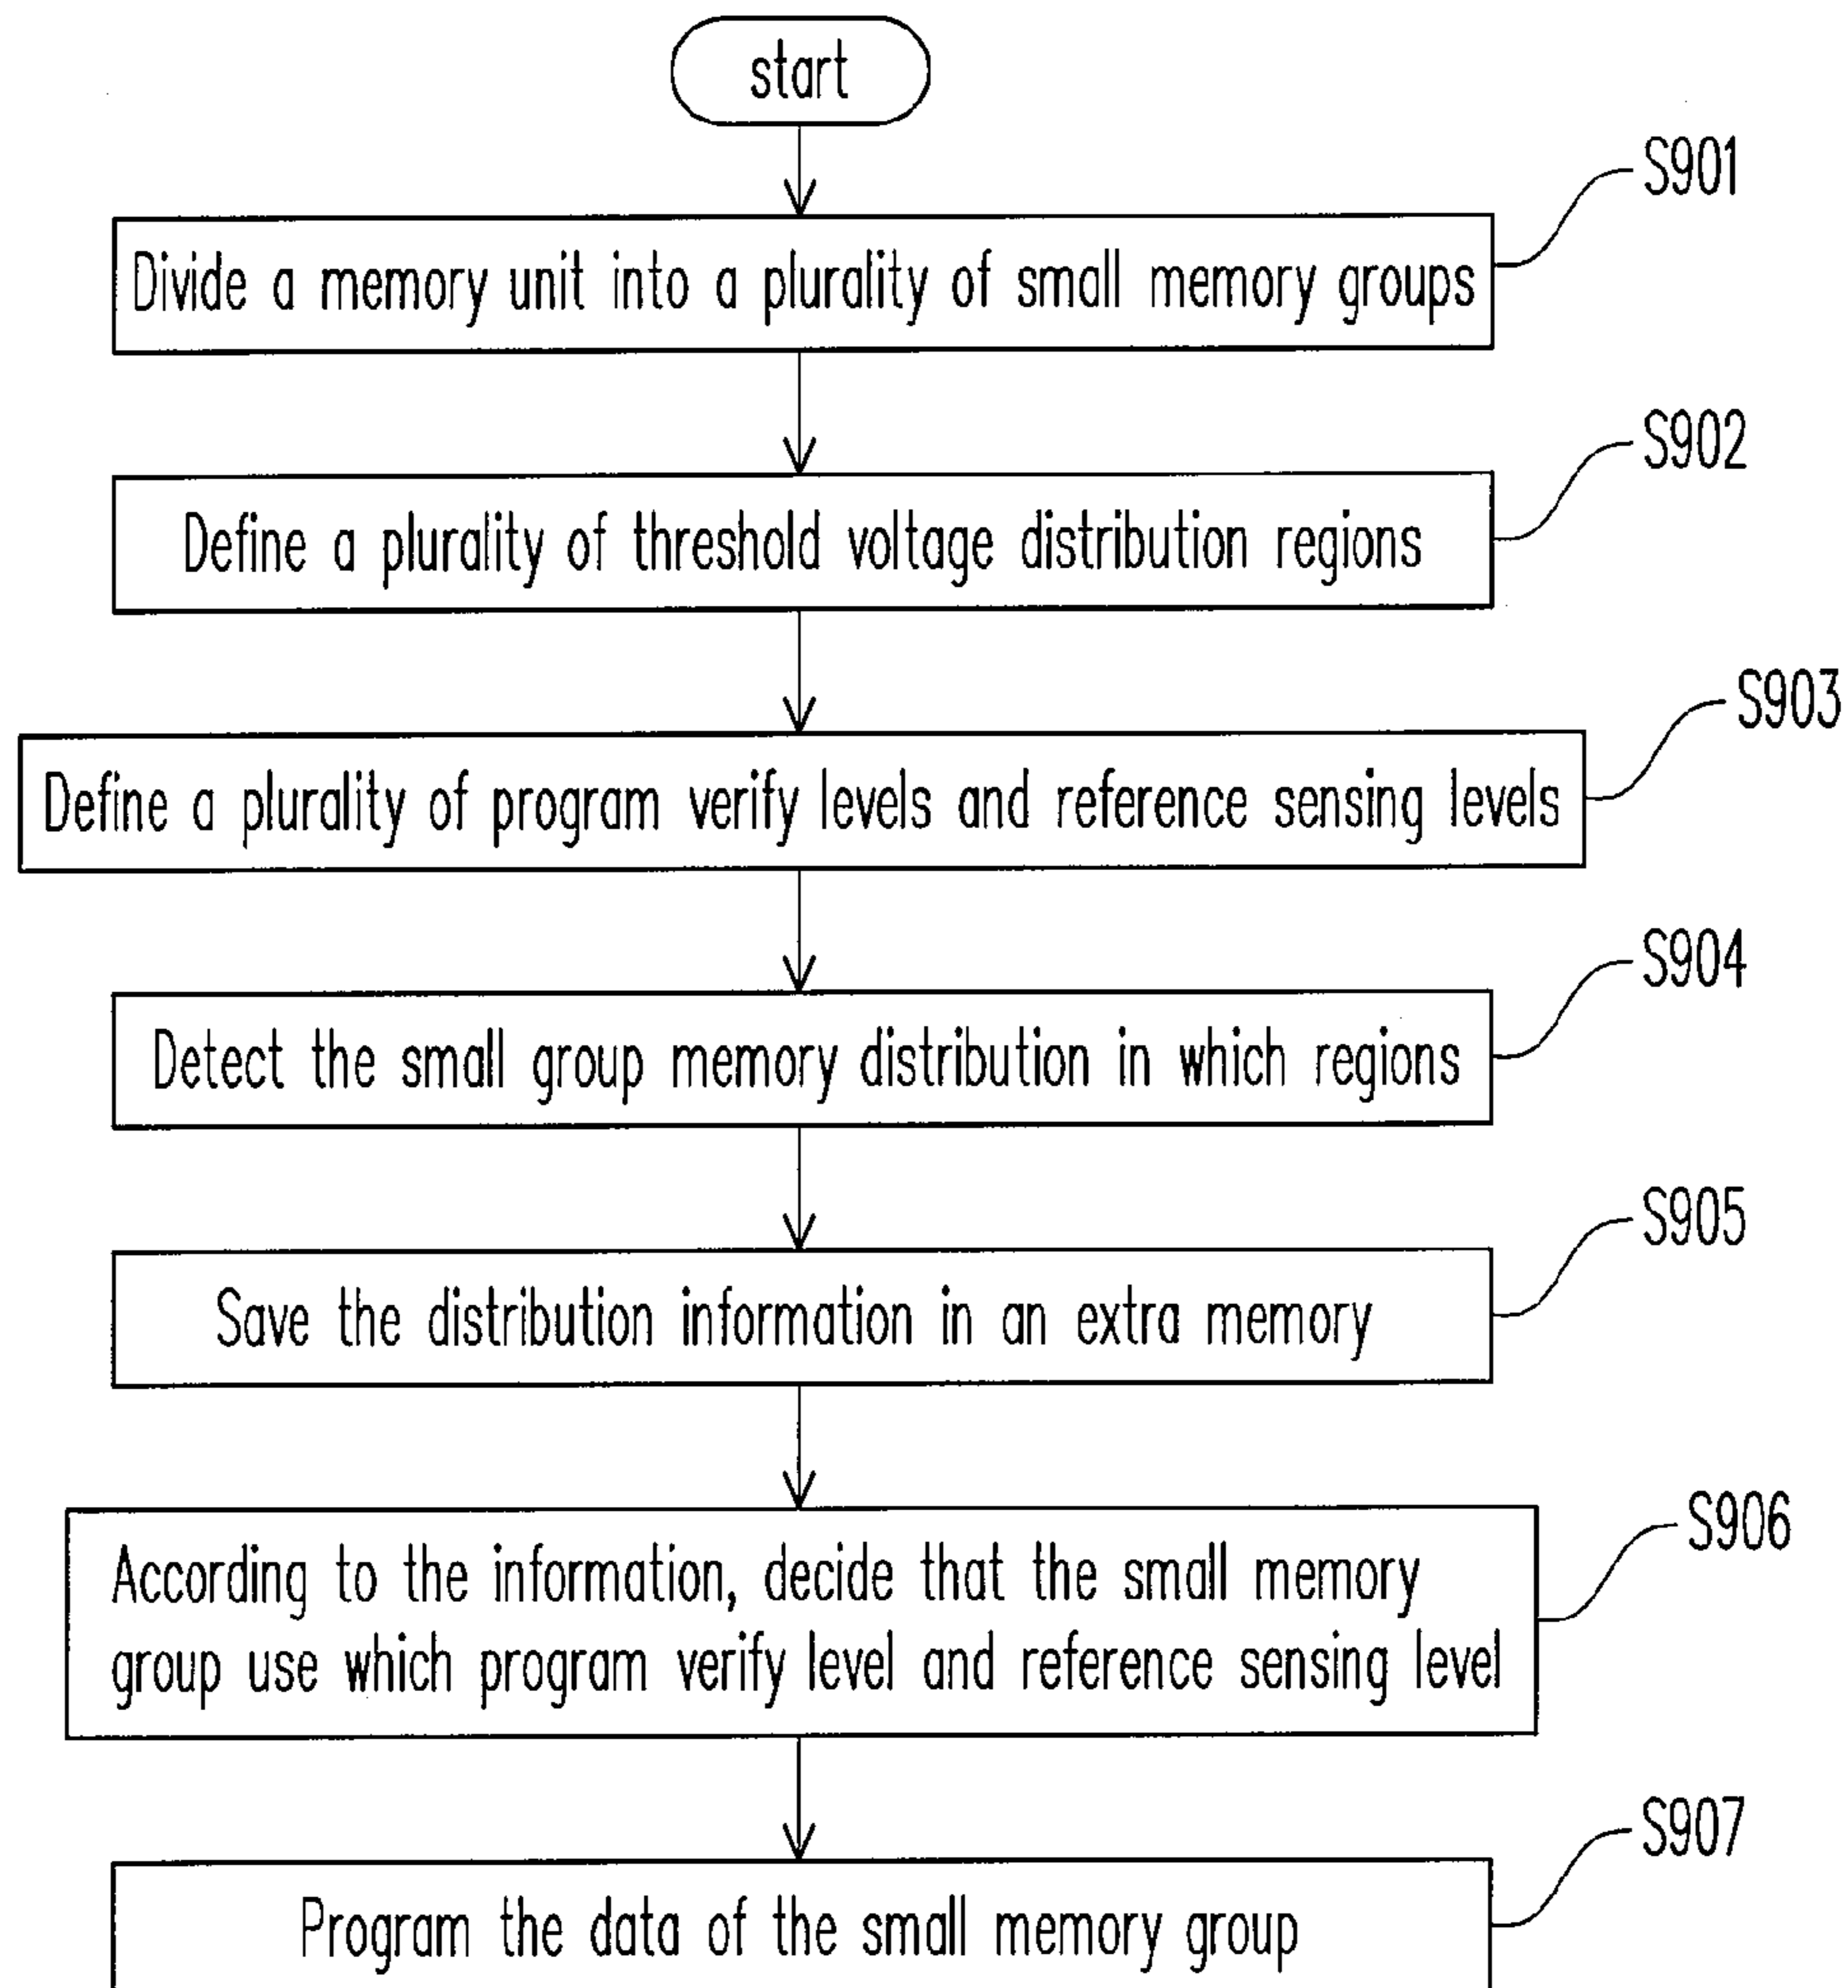 start
S901
Divide a memory unit into a plurality of small memory groups
S902
Define a plurality of threshold voltage distribution regions
S903
Define a plurality of program verify levels and reference sensing levels
S904
Detect the small group memory distribution in which regions
S905
Save the distribution information in an extra memory
S906
According to the information, decide that the small memory
group use which program verify level and reference sensing level
S907
Program the data of the small memory group